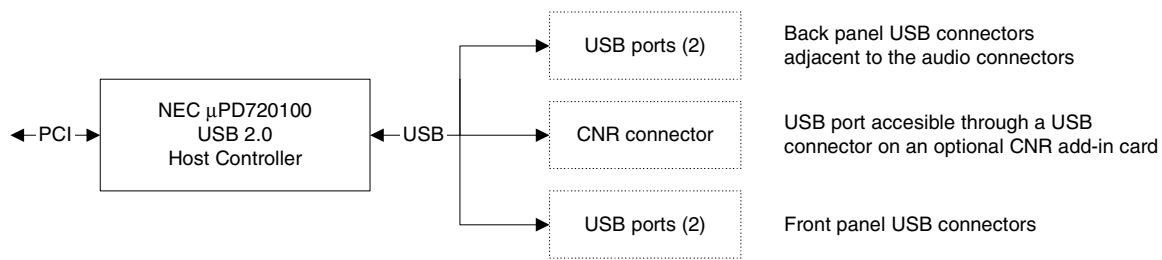 USB ports (2)
Back panel USB connectors
adjacent to the audio connectors
NEC µPD720100
USB 2.0
Host Controller
PCI
USB
CNR connector
USB port accesible through a USB
connector on an optional CNR add-in card
USB ports (2)
Front panel USB connectors